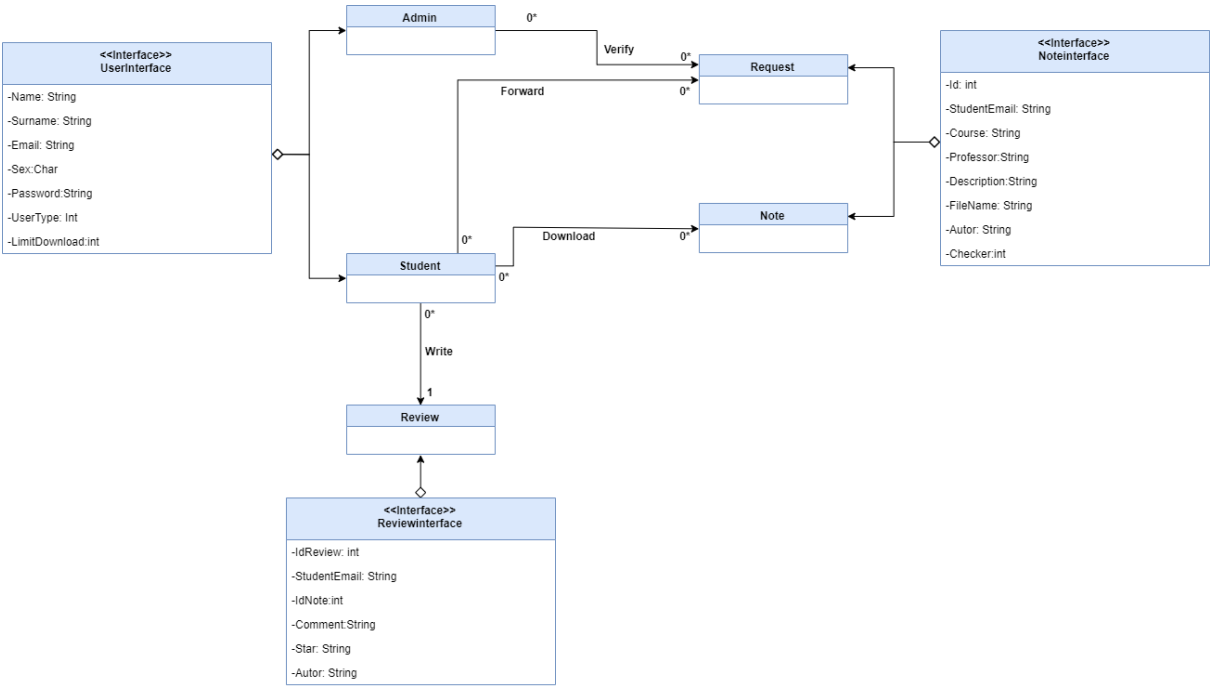 Admin
0*
Verify
0*
Request
Forward
0*
<<Interface>>
UserInterface
-Name: String
-Surname: String
-Email: String
-Sex:Char
-Password:String
-UserType: Int
-LimitDownload:int
<<Interface>>
Noteinterface
-Id: int
-StudentEmail: String
-Course: String
-Professor:String
-Description:String
-FileName: String
-Autor: String
-Checker:int
Note
Download
0*
0*
Student
0*
0*
Write
1
Review
<<Interface>>
Reviewinterface
-IdReview: int
-StudentEmail: String
-IdNote:int
-Comment:String
-Star: String
-Autor: String